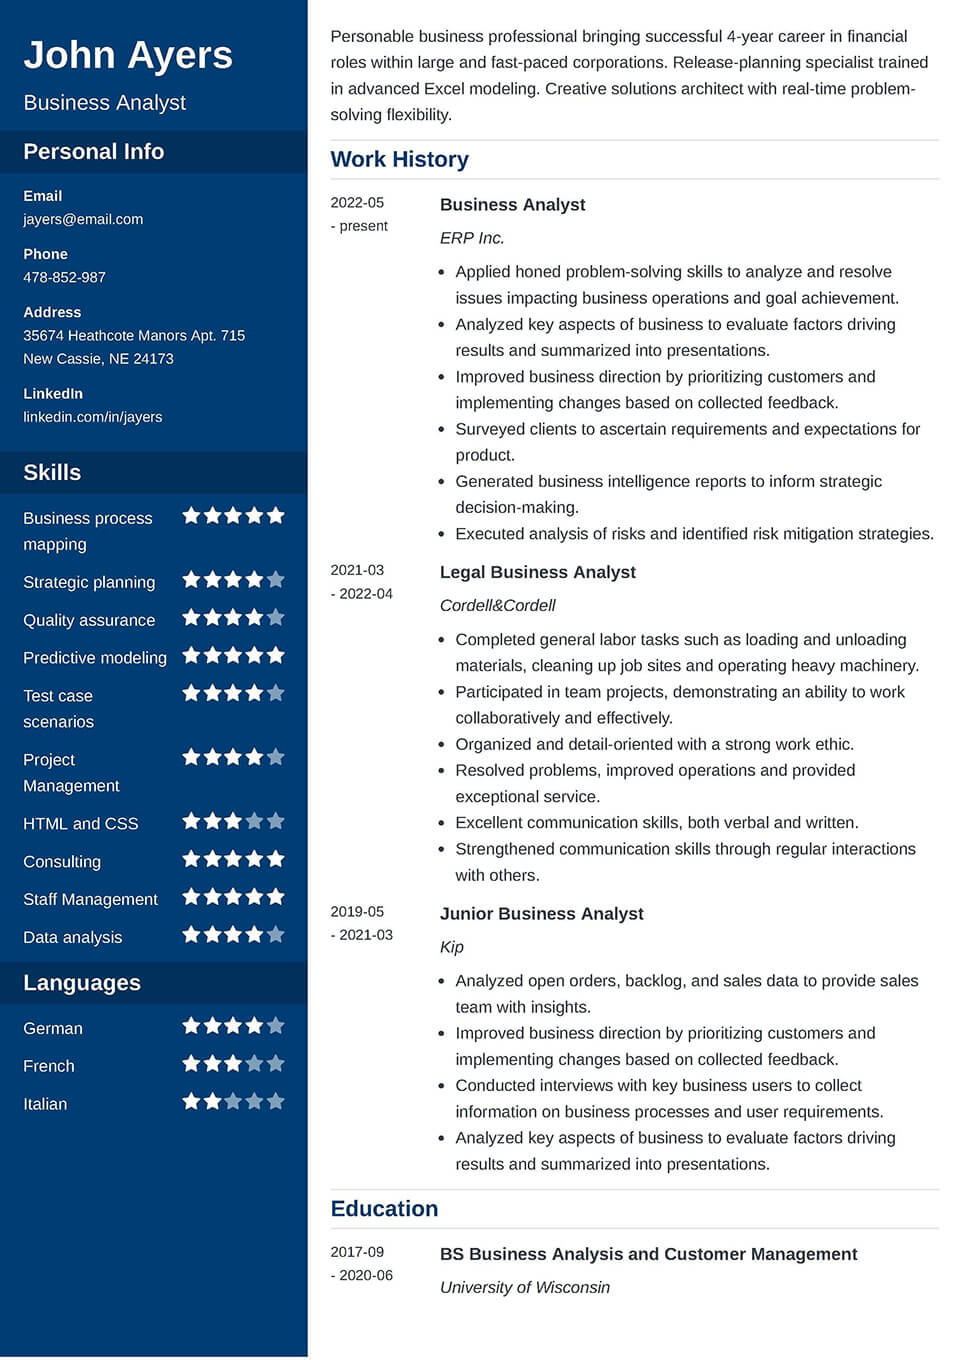 John Ayers
Business Analyst
Personal Info
Email
jayers@email.com
Phone
478-852-987
Address
35674 Heathcote Manors Apt. 715
New Cassie, NE 24173
LinkedIn
linkedin.com/in/jayers
Skills
Business process
mapping
Strategic planning
Quality assurance
Predictive modeling
Test case
scenarios
Project
Management
HTML and CSS
Consulting
Staff Management
Data analysis
Languages
German
French
Italian
Personable business professional bringing successful 4-year career in financial
roles within large and fast-paced corporations. Release-planning specialist trained
in advanced Excel modeling. Creative solutions architect with real-time problem-
solving flexibility.
Work History
2022-05
- present
Business Analyst
ERP Inc.
• Applied honed problem-solving skills to analyze and resolve
issues impacting business operations and goal achievement.
• Analyzed key aspects of business to evaluate factors driving
results and summarized into presentations.
• Improved business direction by prioritizing customers and
implementing changes based on collected feedback.
• Surveyed clients to ascertain requirements and expectations for
product.
• Generated business intelligence reports to inform strategic
decision-making.
• Executed analysis of risks and identified risk mitigation strategies.
2021-03
- 2022-04
Legal Business Analyst
Cordell&Cordell
• Completed general labor tasks such as loading and unloading
materials, cleaning up job sites and operating heavy machinery.
• Participated in team projects, demonstrating an ability to work
collaboratively and effectively.
• Organized and detail-oriented with a strong work ethic.
• Resolved problems, improved operations and provided
exceptional service.
• Excellent communication skills, both verbal and written.
• Strengthened communication skills through regular interactions
with others.
2019-05
- 2021-03
Junior Business Analyst
Kip
• Analyzed open orders, backlog, and sales data to provide sales
team with insights.
• Improved business direction by prioritizing customers and
implementing changes based on collected feedback.
• Conducted interviews with key business users to collect
information on business processes and user requirements.
• Analyzed key aspects of business to evaluate factors driving
results and summarized into presentations.
Education
2017-09
- 2020-06
BS Business Analysis and Customer Management
University of Wisconsin